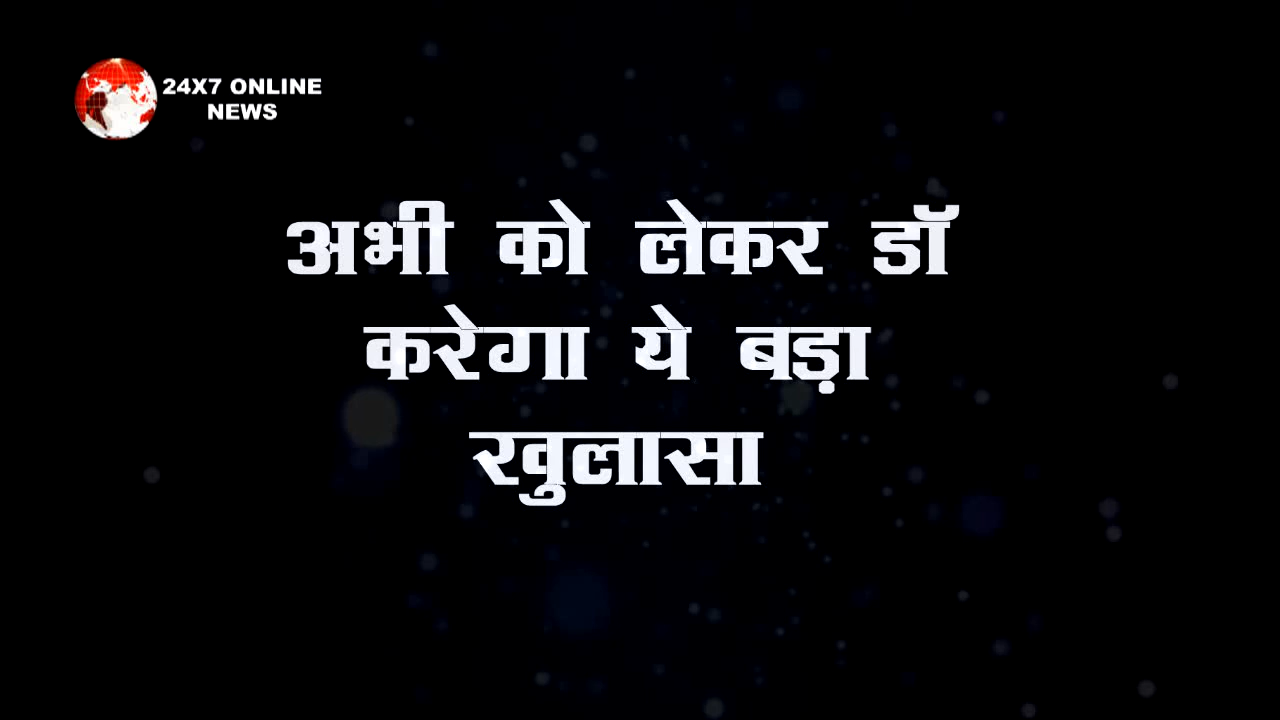 24X7 ONLINE
NEWS
अभी को लेकर डॉ
करेगा ये बड़ा
खुलासा